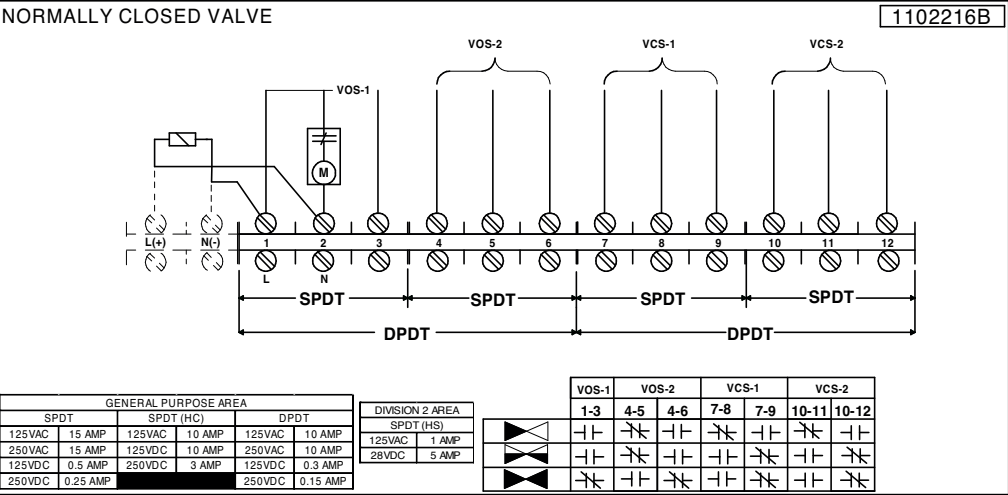 NORMALLY CLOSED VALVE 1102216B
VOS-2 VCS-1 VCS-2
VOS-1
M
L(+) N(-) 1 2 3 4 5 6 7 8 9 10 11 12
L N
SPDT SPDT SPDT SPDT
DPDT DPDT
GENERAL PURPOSE AREA
SPDT SPDT (HC) DPDT
125VAC 15 AMP 125VAC 10 AMP 125VAC 10 AMP
250VAC 15 AMP 125VDC 10 AMP 250VAC 10 AMP
125VDC 0.5 AMP 250VDC 3 AMP 125VDC 0.3 AMP
250VDC 0.25 AMP 250VDC 0.15 AMP
DIVISION 2 AREA
SPDT (HS)
125VAC 1 AMP
28VDC 5 AMP
VOS-1 VOS-2 VCS-1 VCS-2
1-3 4-5 4-6 7-8 7-9 10-11 10-12